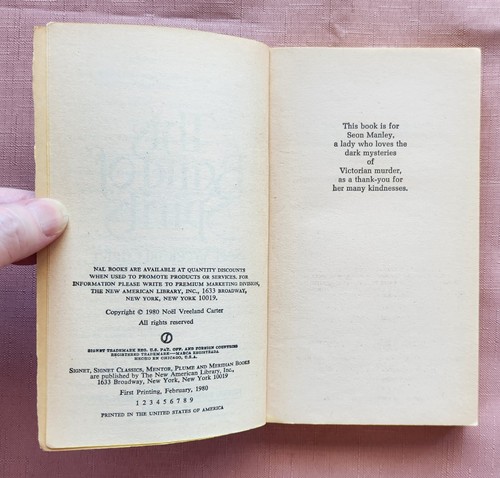 NAL BOOKS ARE AVAILABLE AT QUANTITY DISCOUNTS
WHEN USED TO PROMOTE PRODUCTS OR SERVICES. FOR
INFORMATION PLEASE WRITE TO PREMIUM MARKETING DIVISION,
THE NEW AMERICAN LIBRARY, INC., 1633 BROADWAY,
NEW YORK, NEW YORK 10019.
Copyright © 1980 Noël Vreeland Carter
All rights reserved
SIGNET TRADEMARK REG. U.S. PAT. OFF. AND FOREIGN COUNTRIES
REGISTERED TRADEMARK—MARCA REGISTRADA
HECHO EN CHICAGO, U.S.A.
SIGNET, SIGNET CLASSICS, MENTOR, PLUME AND MERIDIAN BOOKS
are published by The New American Library, Inc.,
1633 Broadway, New York, New York 10019
First Printing, February, 1980
1 2 3 4 5 6 7 8 9
PRINTED IN THE UNITED STATES OF AMERICA
This book is for
Seon Manley,
a lady who loves the
dark mysteries
of
Victorian murder,
as a thank-you for
her many kindnesses.